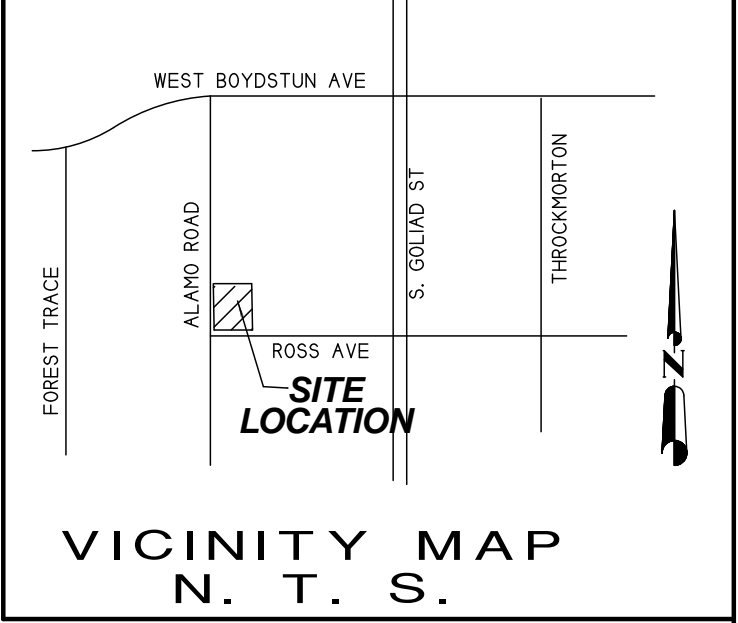 WEST BOYDSTUN AVE
THROCKMORTON
S. GOLIAD ST
ALAMO ROAD
FOREST TRACE
ROSS AVE
SITE
LOCATION
N
VICINITY MAP
N. T. S.